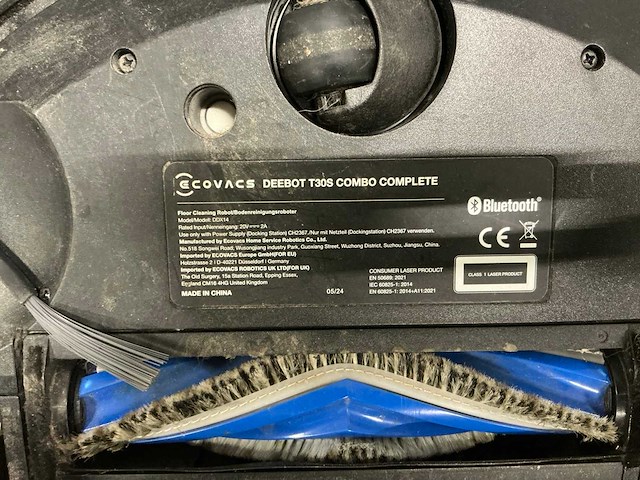 ECOVACS DEEBOT T30S COMBO COMPLETE
Floor Cleaning Robot/Bodenreinigungsroboter
Model/Modell: DDX14
Rated Input/Nenneingang: 20V⎓ 2A
Use only with Power Supply (Docking Station) CH2367./Nur mit Netzteil (Dockingstation) CH2367 verwenden.
Manufactured by Ecovacs Home Service Robotics Co., Ltd.
No.518 Songwei Road, Wusongjiang Industry Park, Guoxiang Street, Wuzhong District, Suzhou, Jiangsu, China.
Imported by ECOVACS Europe GmbH(FOR EU)
Holzstrasse 2 I D-40221 Düsseldorf I Germany
Imported by ECOVACS ROBOTICS UK LTD(FOR UK)
The Old Surgery, 15a Station Road, Epping Essex,
England CM16 4HG United Kingdom
MADE IN CHINA
05/24
Bluetooth®
CE
CONSUMER LASER PRODUCT
EN 50689: 2021
IEC 60825-1: 2014
EN 60825-1: 2014+A11:2021
CLASS 1 LASER PRODUCT